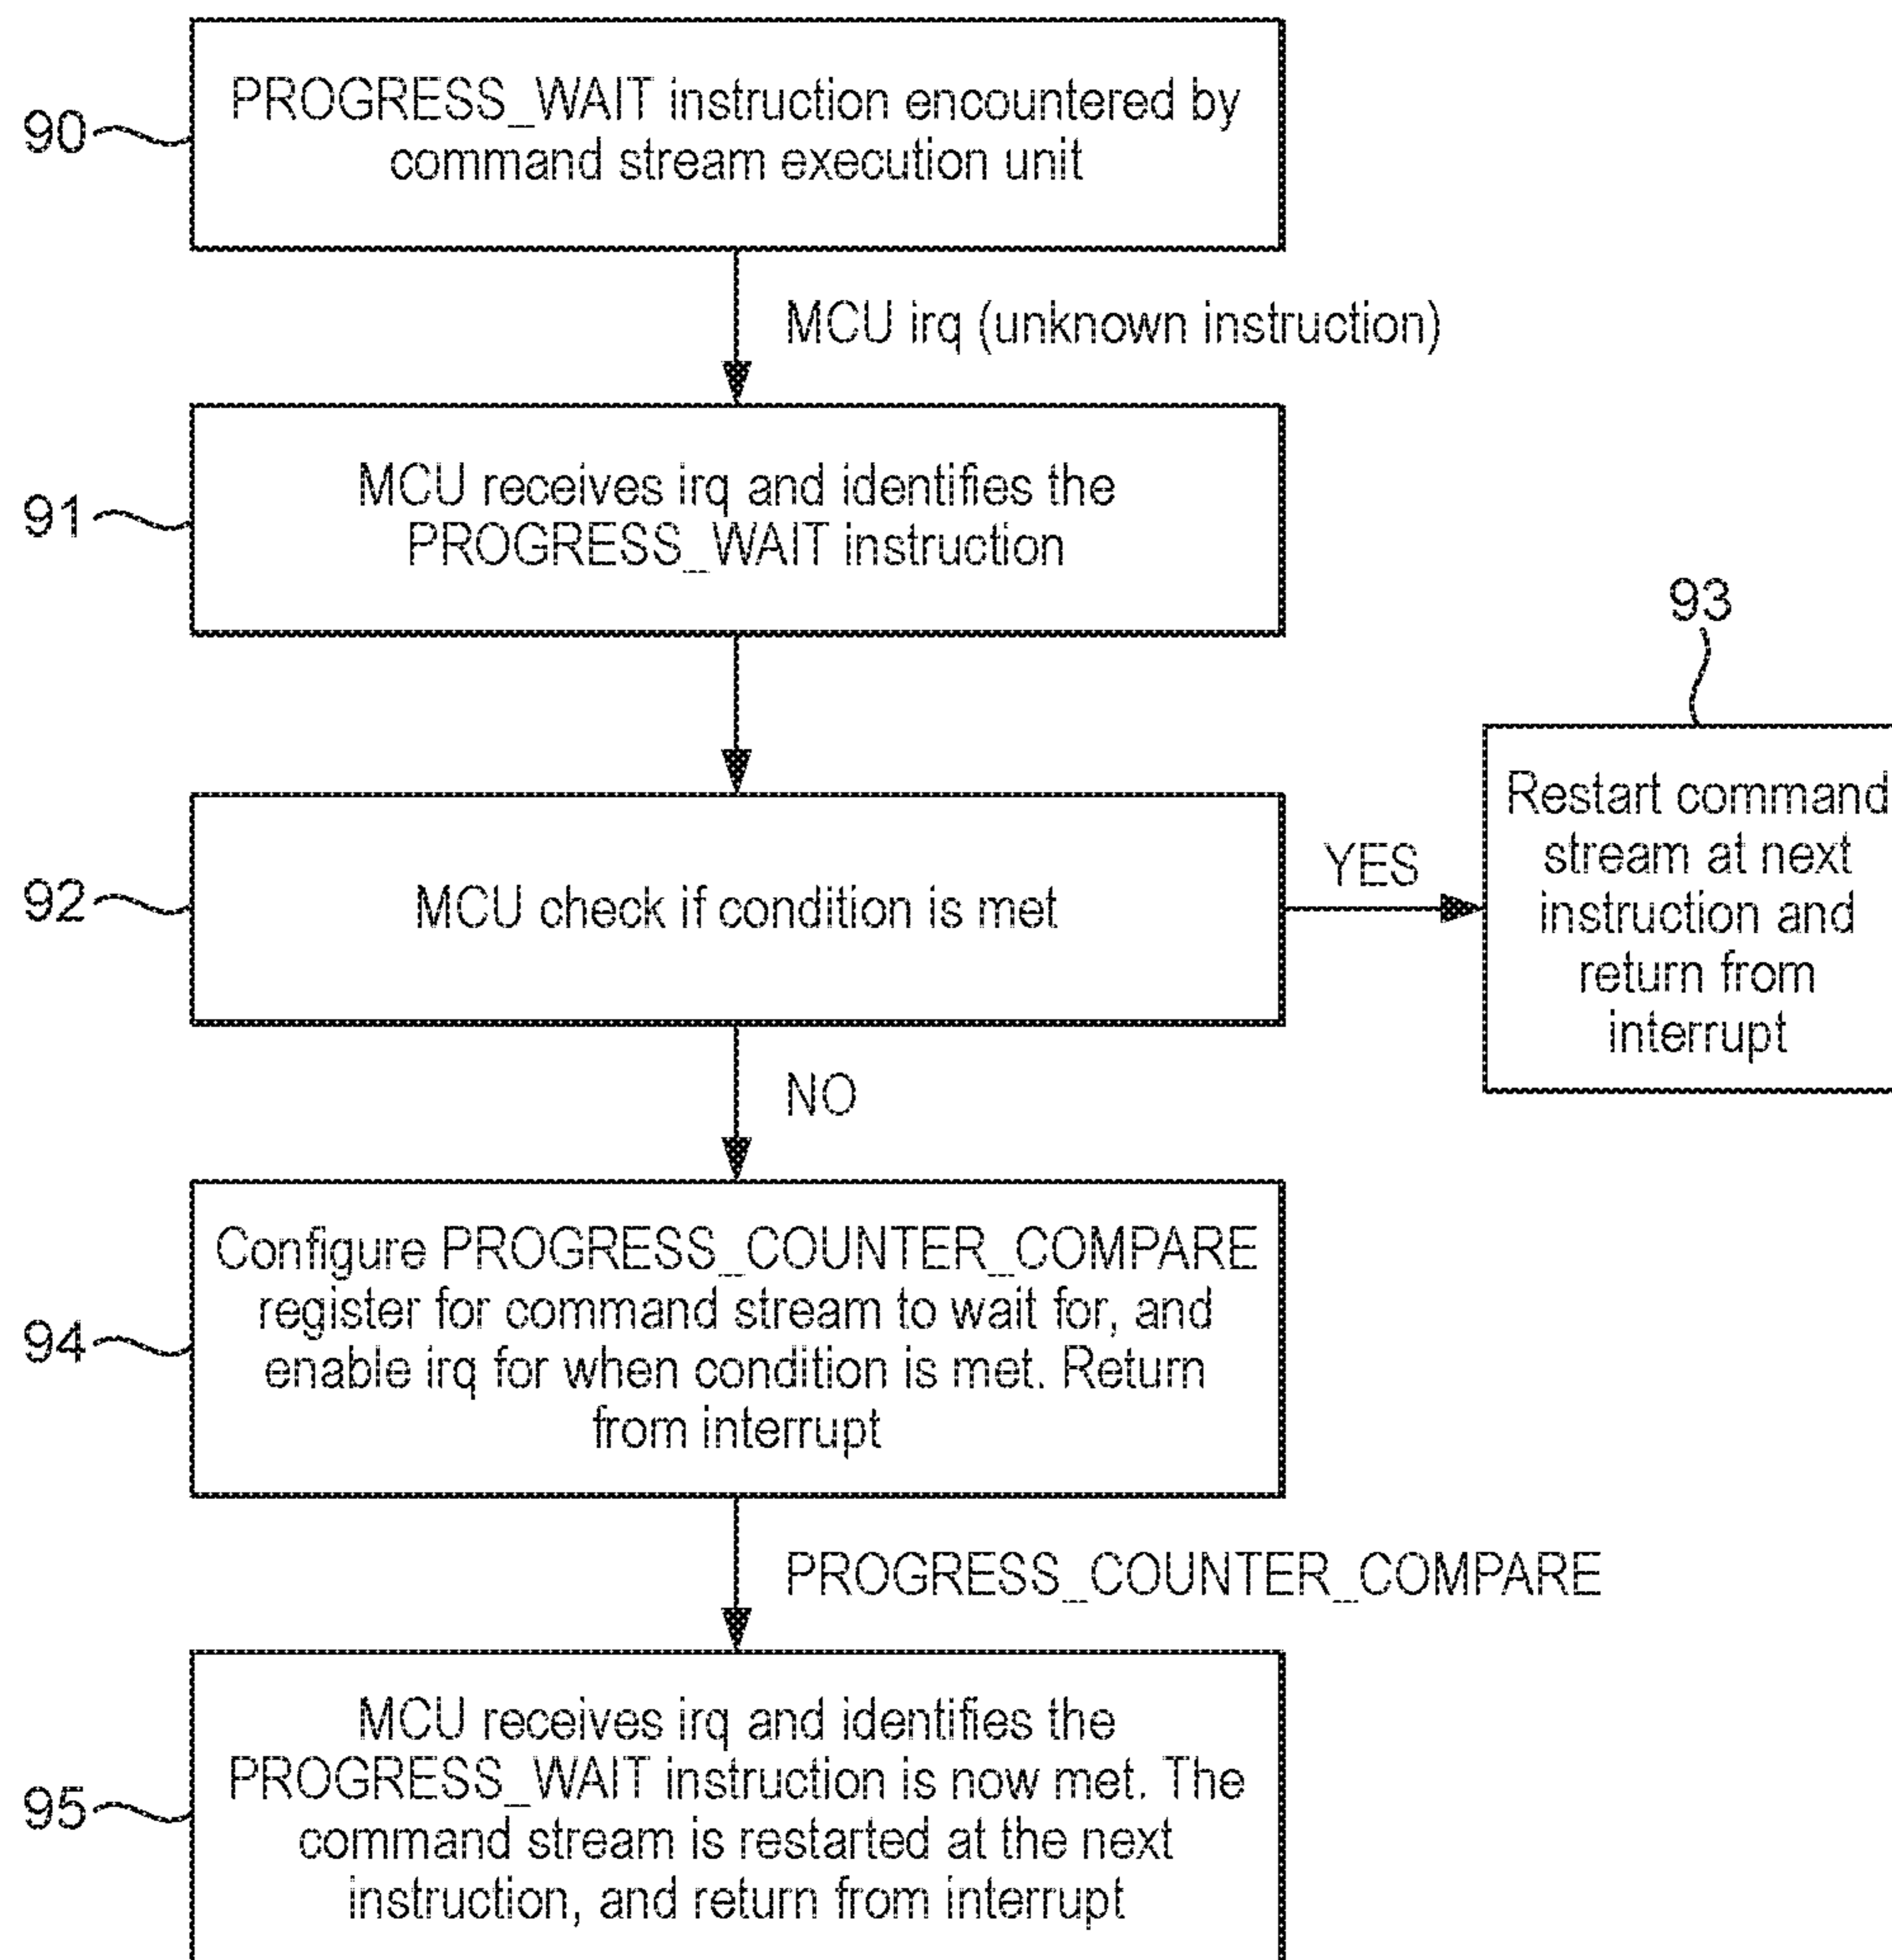 90
PROGRESS_WAIT instruction encountered by
command stream execution unit
MCU irq (unknown instruction)
91
MCU receives irq and identifies the
PROGRESS_WAIT instruction
92
MCU check if condition is met
YES
93
Restart command
stream at next
instruction and
return from
interrupt
NO
94
Configure PROGRESS_COUNTER_COMPARE
register for command stream to wait for, and
enable irq for when condition is met. Return
from interrupt
PROGRESS_COUNTER_COMPARE
95
MCU receives irq and identifies the
PROGRESS_WAIT instruction is now met. The
command stream is restarted at the next
instruction, and return from interrupt